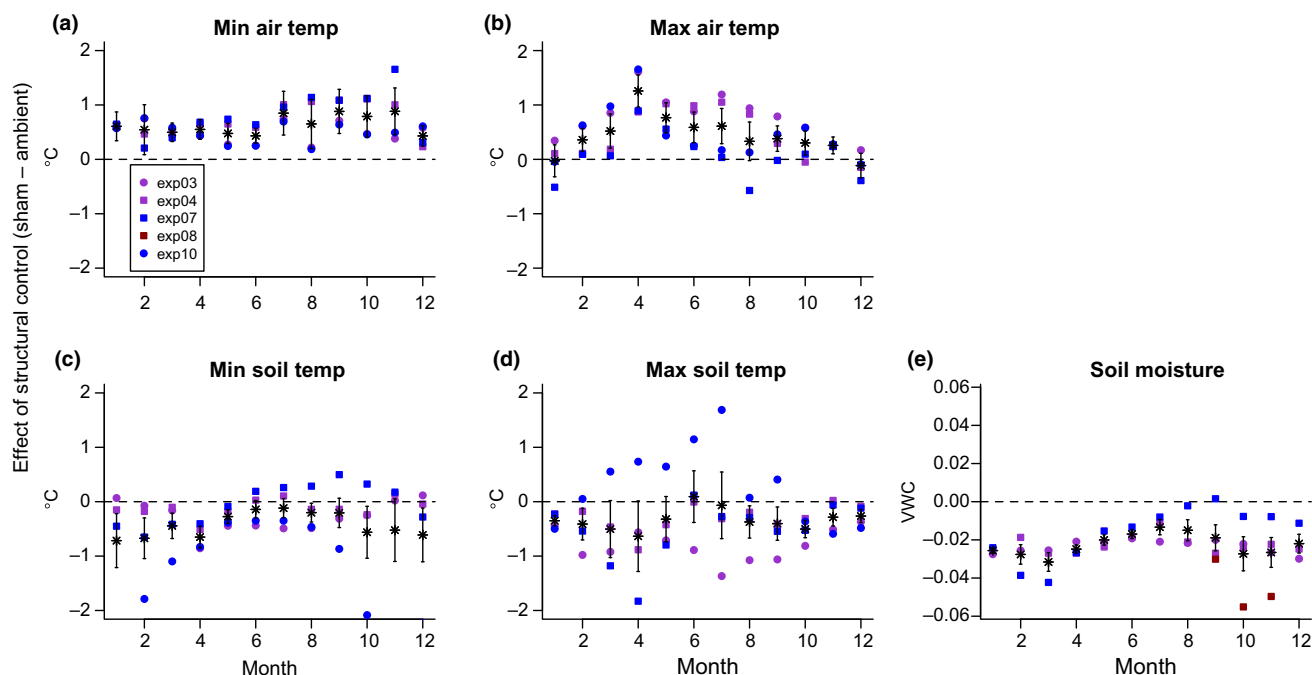 Effect of structural control (sham – ambient)
(a)
Min air temp
°C
2
1
0
–1
–2
exp03
exp04
exp07
exp08
exp10
2 4 6 8 10 12
(b)
Max air temp
°C
2
1
0
–1
–2
2 4 6 8 10 12
Month
(c)
Min soil temp
°C
2
1
0
–1
–2
2 4 6 8 10 12
Month
(d)
Max soil temp
°C
2
1
0
–1
–2
2 4 6 8 10 12
Month
(e)
Soil moisture
VWC
0.06
0.04
0.02
0.00
–0.02
–0.04
–0.06
2 4 6 8 10 12
Month